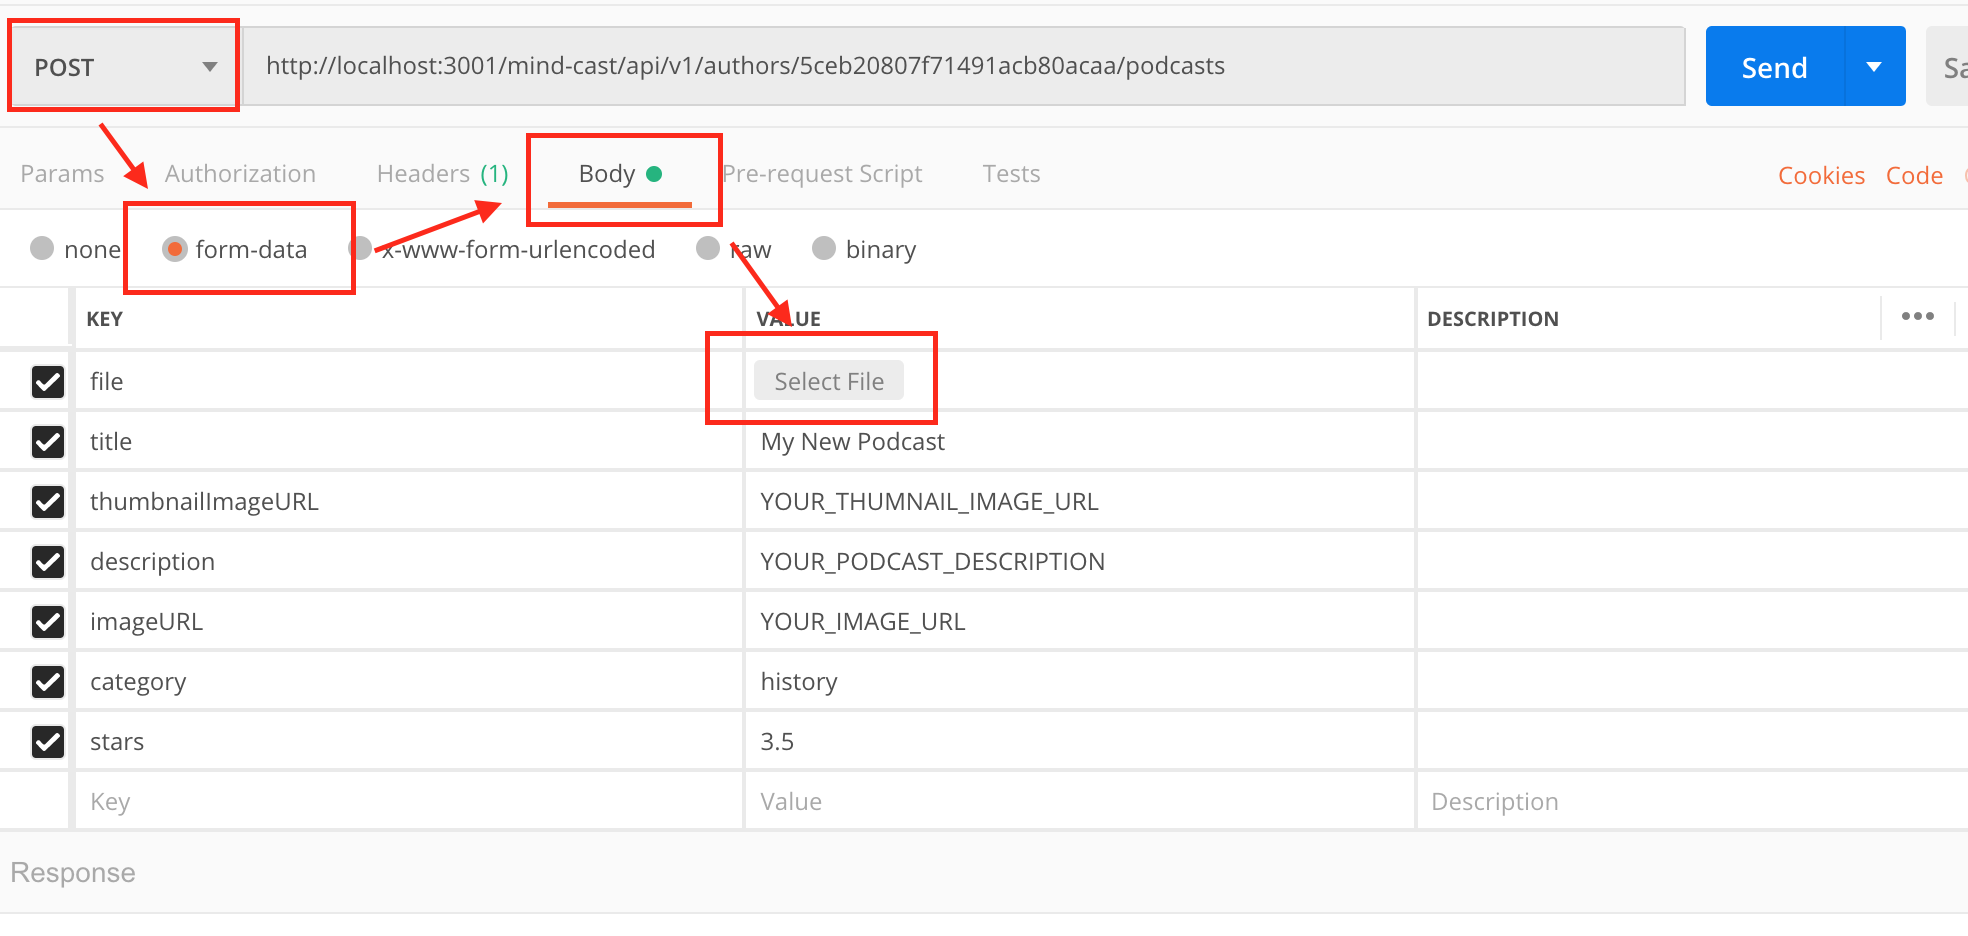 POST http://localhost:3001/mind-cast/api/v1/authors/5ceb20807f71491acb80acaa/podcasts Send Sa
Params Authorization Headers (1) Body Pre-request Script Tests Cookies Code
none form-data x-www-form-urlencoded raw binary
KEY VALUE DESCRIPTION
file Select File
title My New Podcast
thumbnailImageURL YOUR_THUMNAIL_IMAGE_URL
description YOUR_PODCAST_DESCRIPTION
imageURL YOUR_IMAGE_URL
category history
stars 3.5
Key Value Description
Response